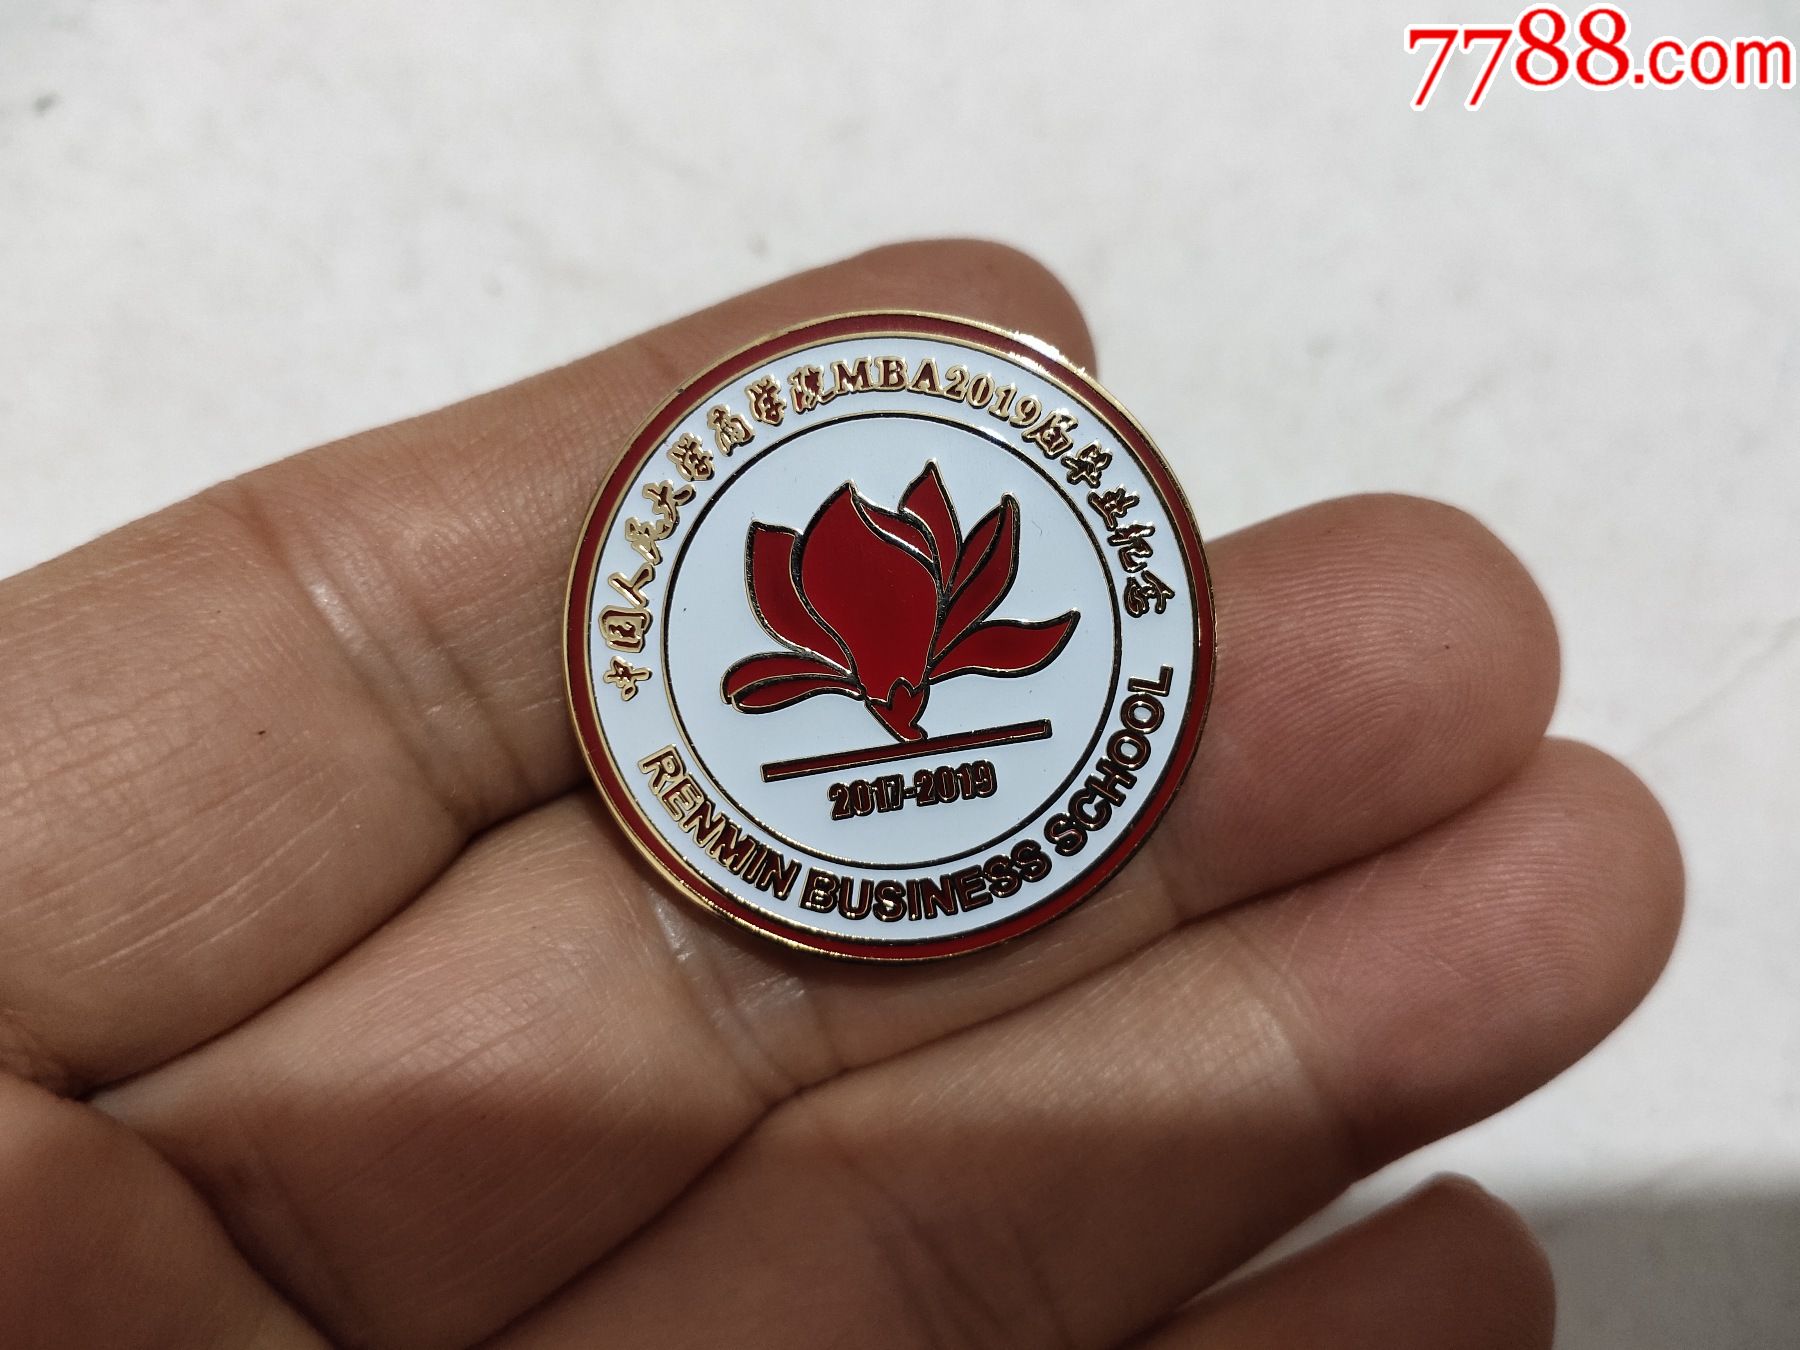 7788.com
中国人民大学商学院MBA2019届毕业纪念
2017-2019
RENMIN BUSINESS SCHOOL